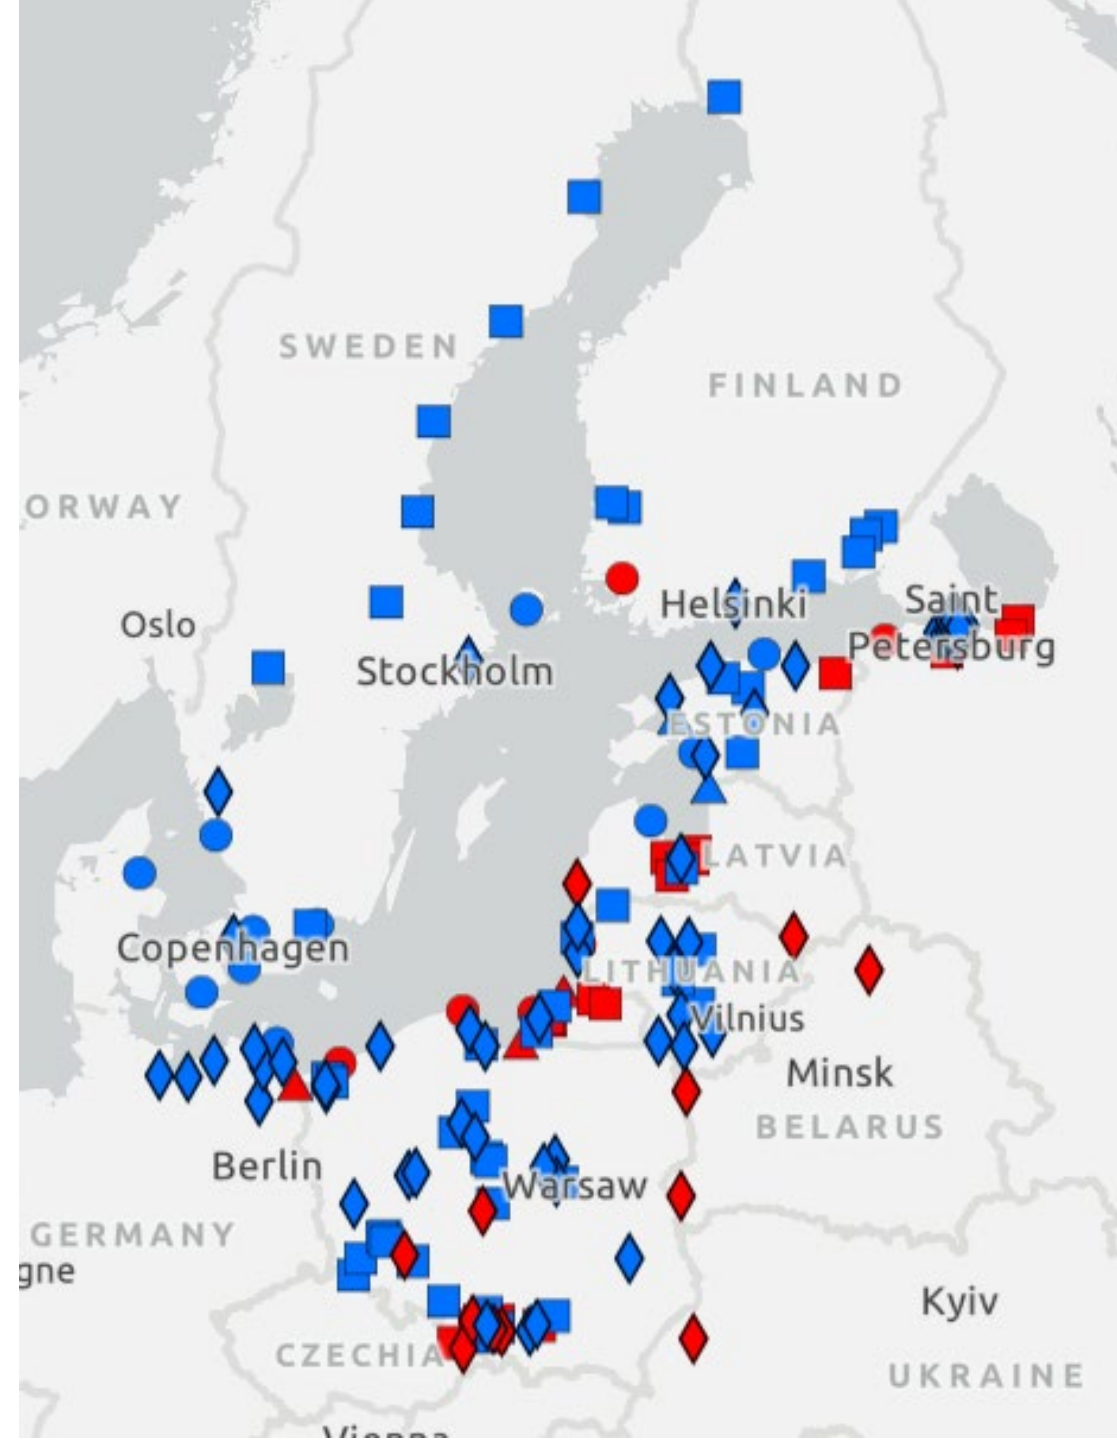 SWEDEN
FINLAND
ORWAY
Oslo
Helsinki
Saint
Petersburg
Stockholm
ESTONIA
LATVIA
Copenhagen
LITHUANIA
Vilnius
Minsk
BELARUS
Berlin
Warsaw
GERMANY
gne
Kyiv
CZECHIA
UKRAINE
Vienna